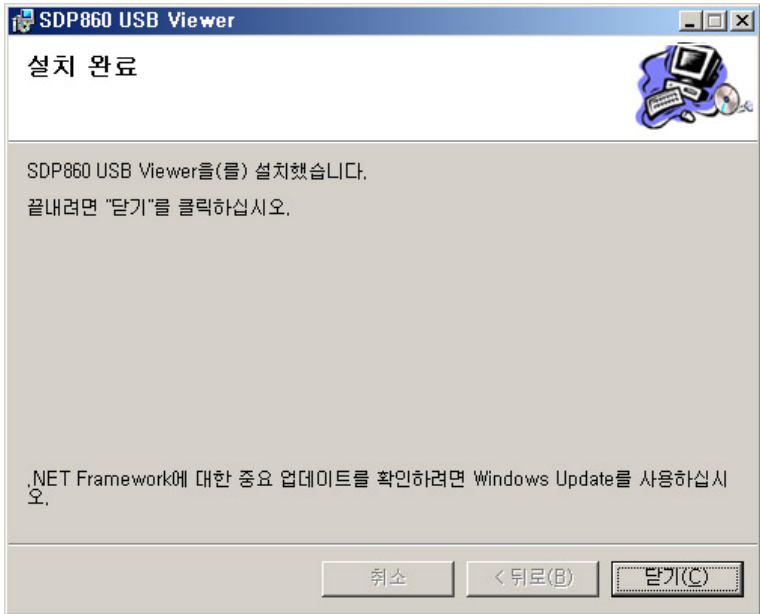 SDP860 USB Viewer
설치 완료
SDP860 USB Viewer을(를) 설치했습니다.
끝내려면 "닫기"를 클릭하십시오.
.NET Framework에 대한 중요 업데이트를 확인하려면 Windows Update를 사용하십시
오.
취소
< 뒤로(B)
닫기(C)